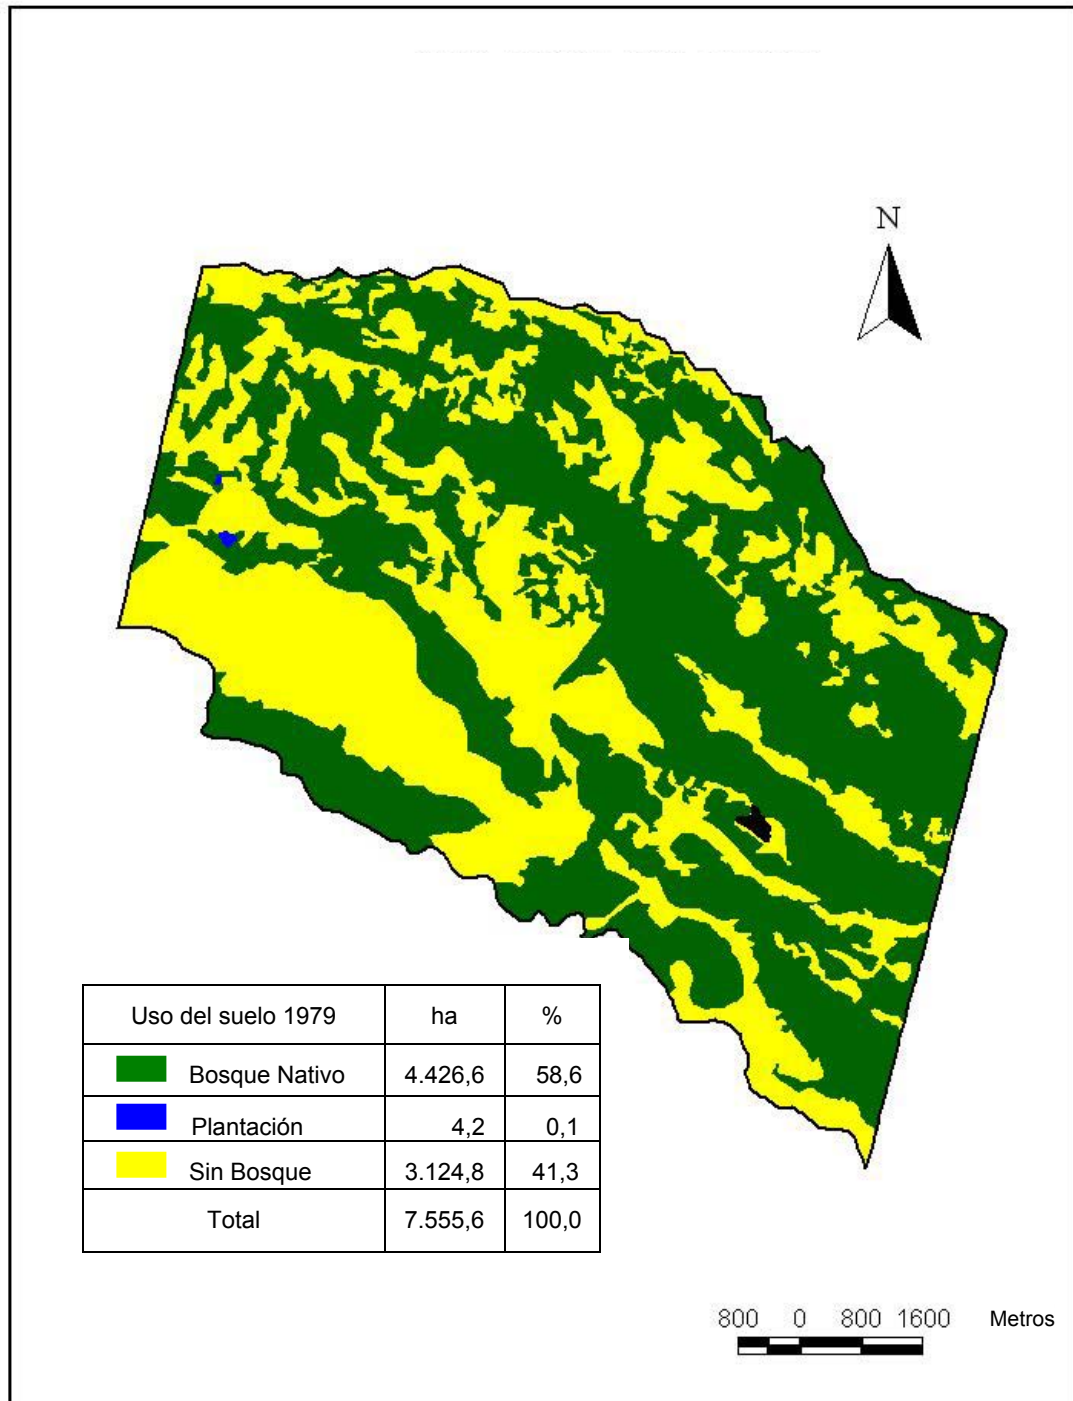 N
Uso del suelo 1979 ha %
Bosque Nativo 4.426,6 58,6
Plantación 4,2 0,1
Sin Bosque 3.124,8 41,3
Total 7.555,6 100,0
800 0 800 1600 Metros